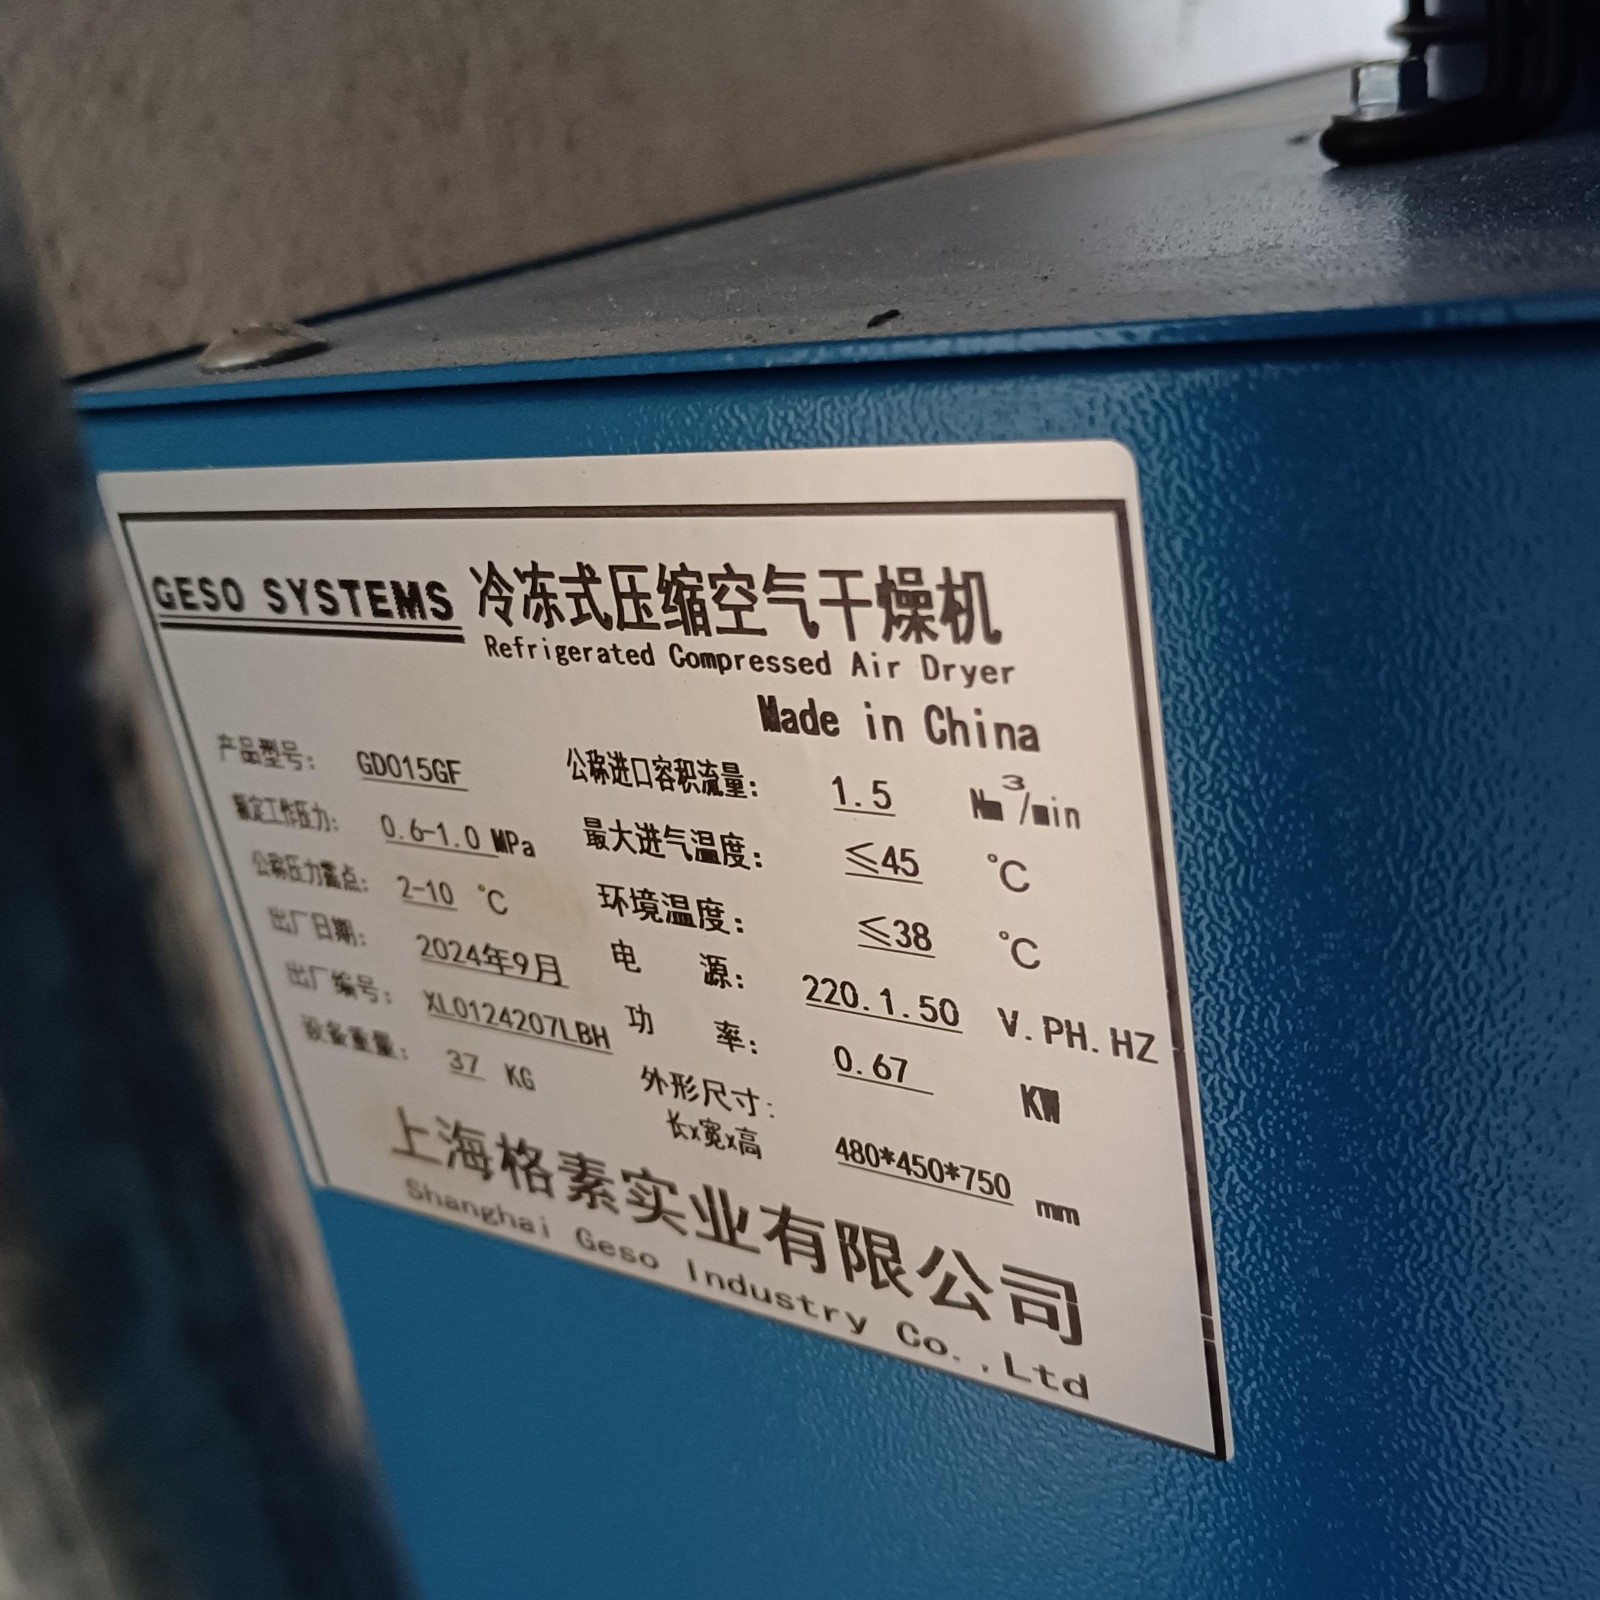 GESO SYSTEMS 冷冻式压缩空气干燥机
Refrigerated Compressed Air Dryer
Made in China
产品型号: GD015GF 公称进口容积流量: 1.5 Nm³/min
额定工作压力: 0.6-1.0 MPa 最大进气温度: ≤45 ℃
公称压力露点: 2-10 ℃ 环境温度: ≤38 ℃
出厂日期: 2024年9月 电 源: 220.1.50 V.PH.HZ
出厂编号: XL0124207LBH 功 率: 0.67 KW
设备重量: 37 KG 外形尺寸: 480*450*750 mm
长x宽x高
上海格素实业有限公司
Shanghai Geso Industry Co.,Ltd